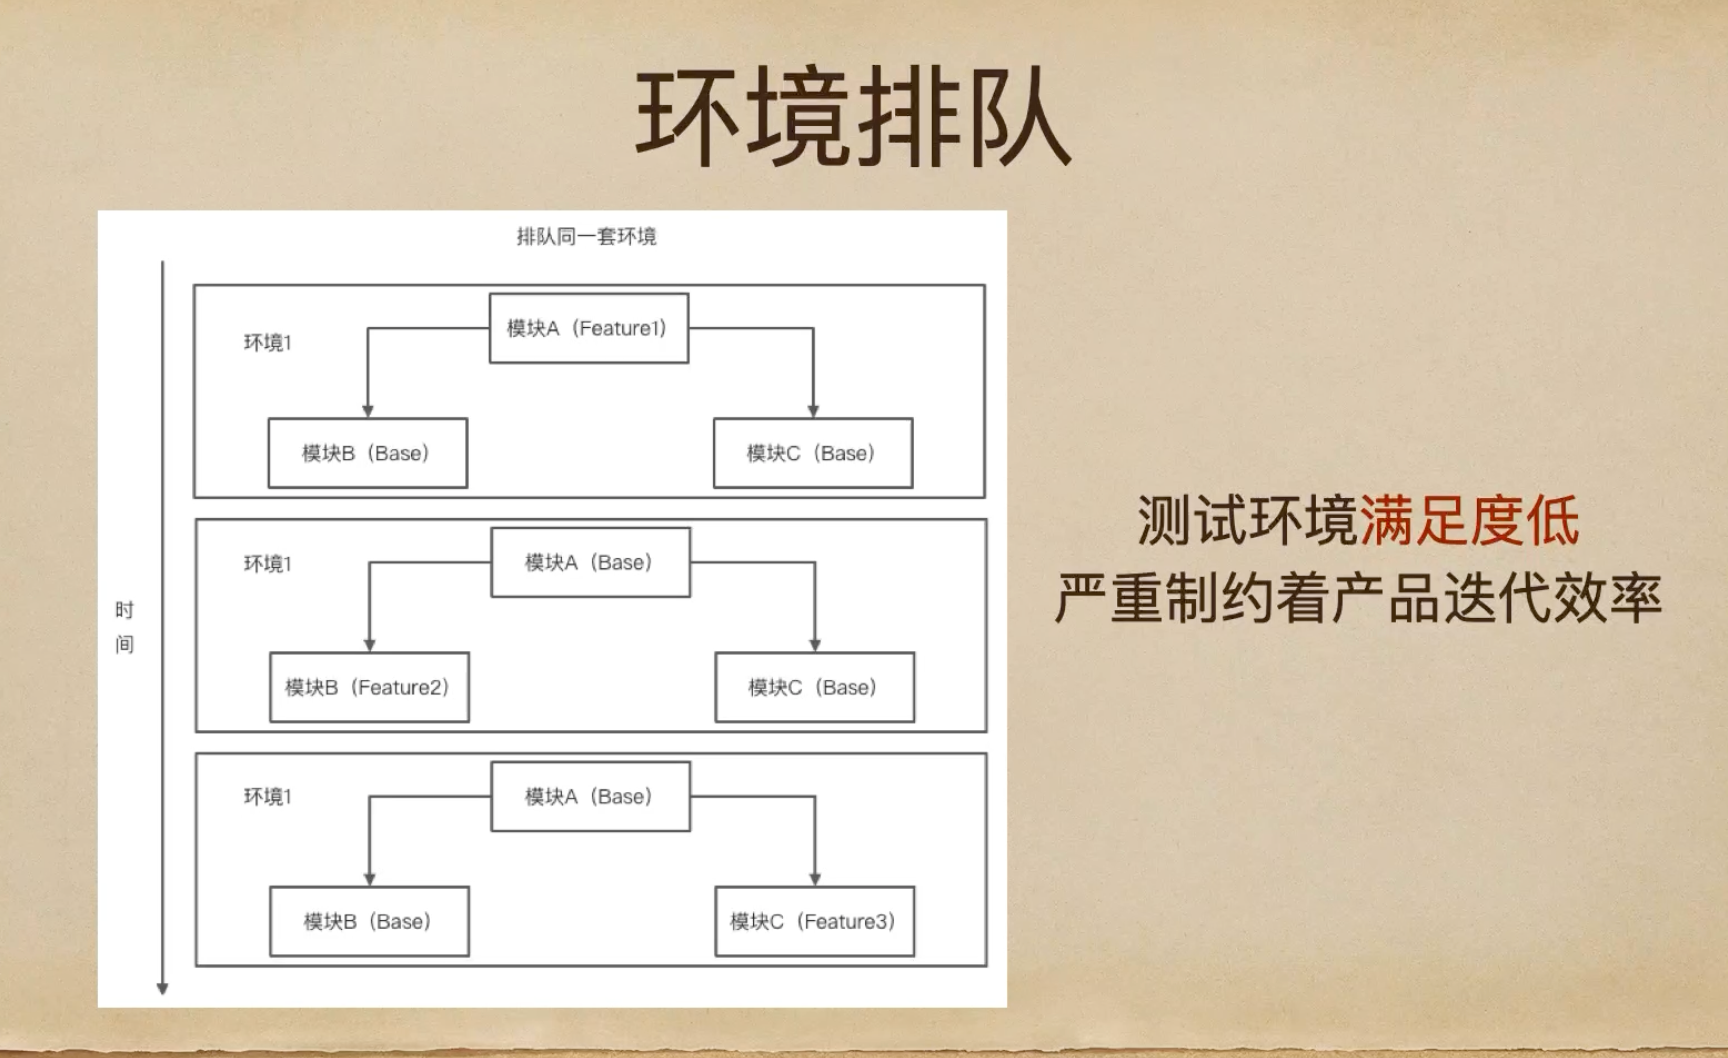 环境排队
排队同一套环境
时
间
环境1
模块A（Feature1）
模块B（Base）
模块C（Base）
环境1
模块A（Base）
模块B（Feature2）
模块C（Base）
环境1
模块A（Base）
模块B（Base）
模块C（Feature3）
测试环境满足度低
严重制约着产品迭代效率